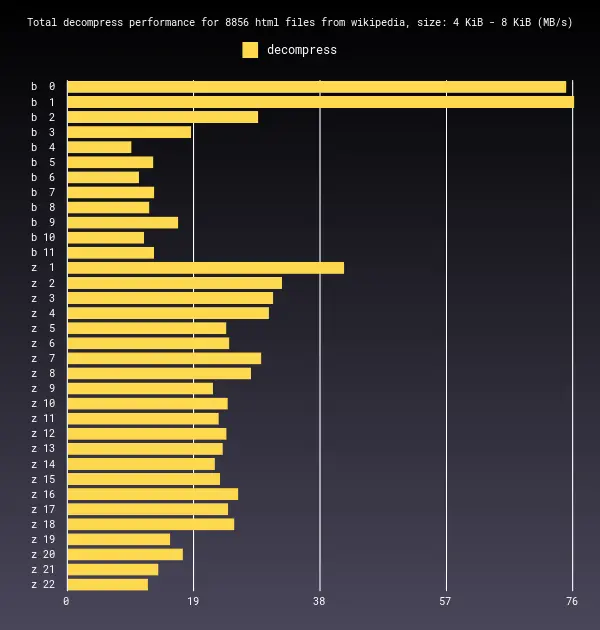 Total decompress performance for 8856 html files from wikipedia, size: 4 KiB - 8 KiB (MB/s)
decompress
b 0
b 1
b 2
b 3
b 4
b 5
b 6
b 7
b 8
b 9
b 10
b 11
z 1
z 2
z 3
z 4
z 5
z 6
z 7
z 8
z 9
z 10
z 11
z 12
z 13
z 14
z 15
z 16
z 17
z 18
z 19
z 20
z 21
z 22
0 19 38 57 76